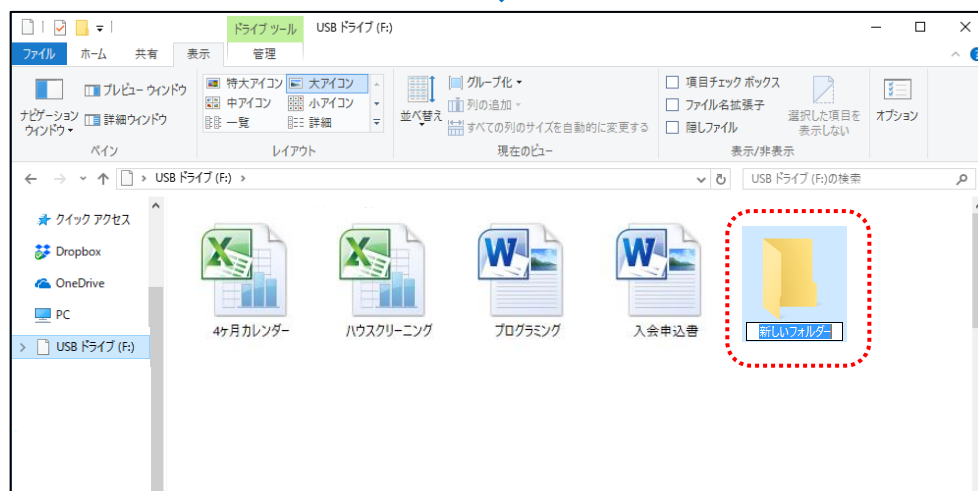 ドライブ ツール
USB ドライブ (F:)
ファイル
ホーム
共有
表示
管理
ナビゲーション
ウィンドウ
プレビュー ウィンドウ
詳細ウィンドウ
ペイン
特大アイコン
大アイコン
中アイコン
小アイコン
一覧
詳細
レイアウト
並べ替え
グループ化
列の追加
すべての列のサイズを自動的に変更する
現在のビュー
項目チェック ボックス
ファイル名拡張子
隠しファイル
選択した項目を
表示しない
表示/非表示
オプション
USB ドライブ (F:)
USB ドライブ (F:)の検索
クイック アクセス
Dropbox
OneDrive
PC
USB ドライブ (F:)
4ヶ月カレンダー
ハウスクリーニング
プログラミング
入会申込書
新しいフォルダー